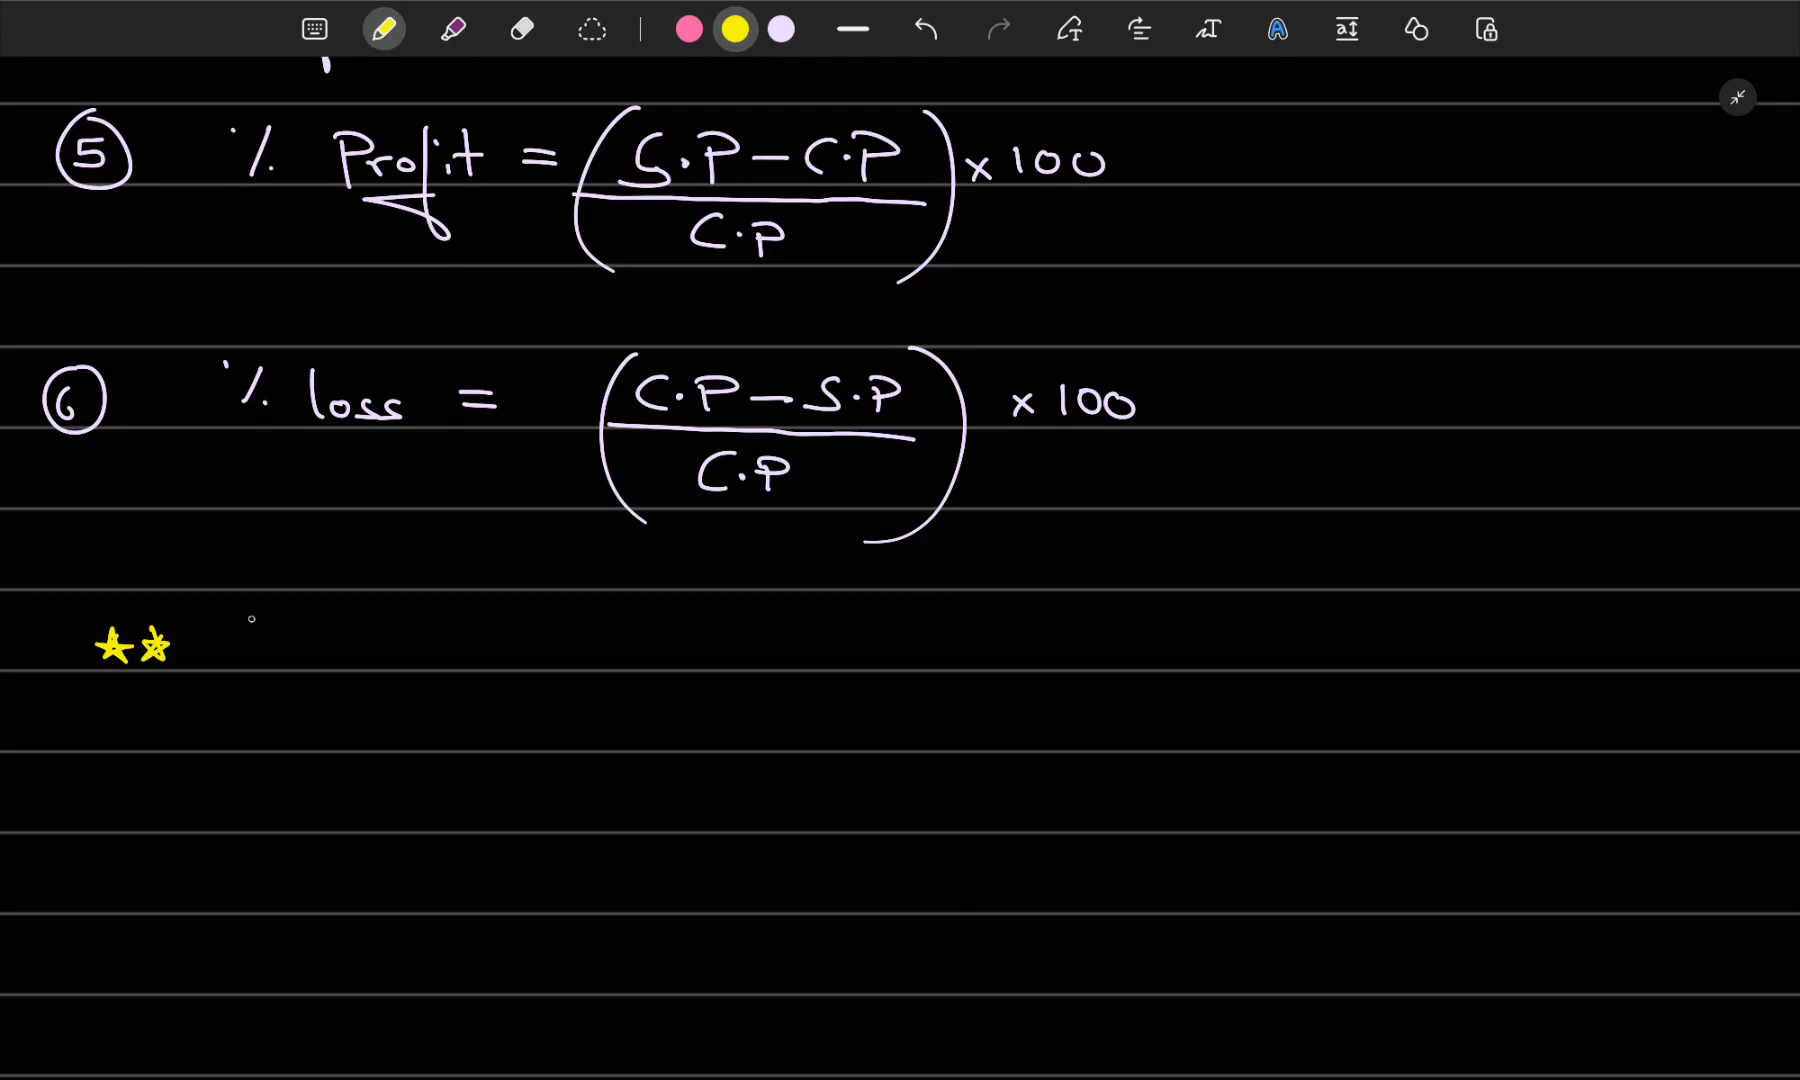 ⑤ % Profit = (S.P - C.P / C.P) × 100
⑥ % loss = (C.P - S.P / C.P) × 100
★★